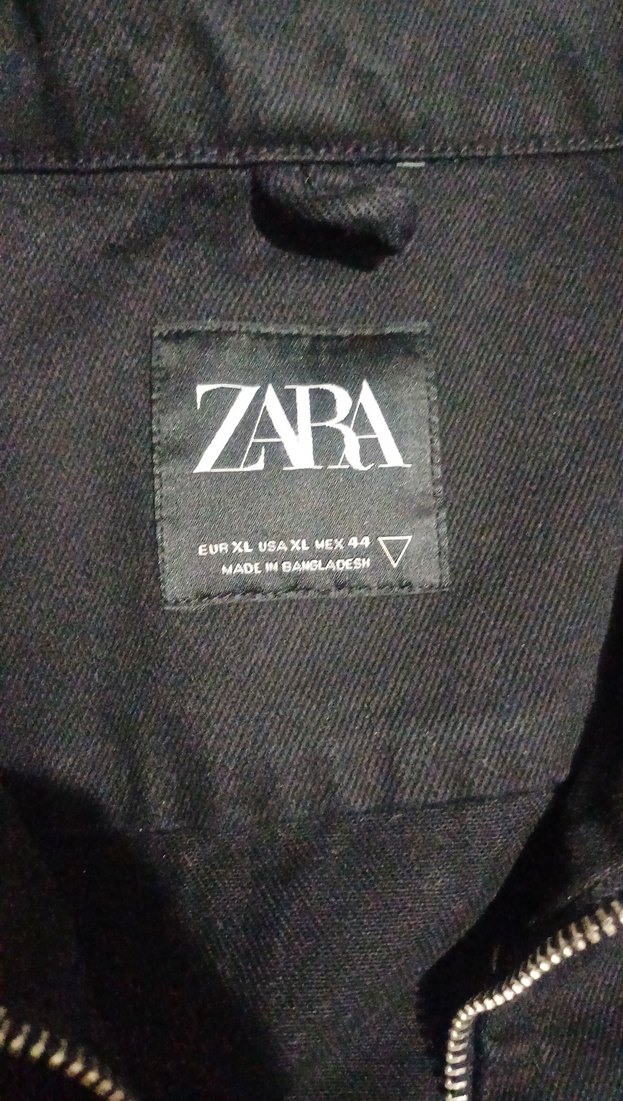 ZARA
EUR XL USA XL MEX 44
MADE IN BANGLADESH